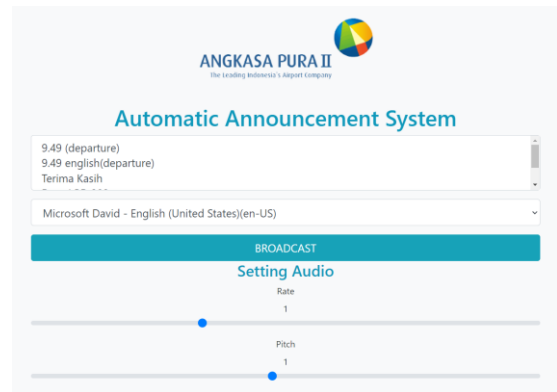 ANGKASA PURA II
The Leading Indonesia's Airport Company
Automatic Announcement System
9.49 (departure)
9.49 english(departure)
Terima Kasih
Microsoft David - English (United States)(en-US)
BROADCAST
Setting Audio
Rate
1
Pitch
1